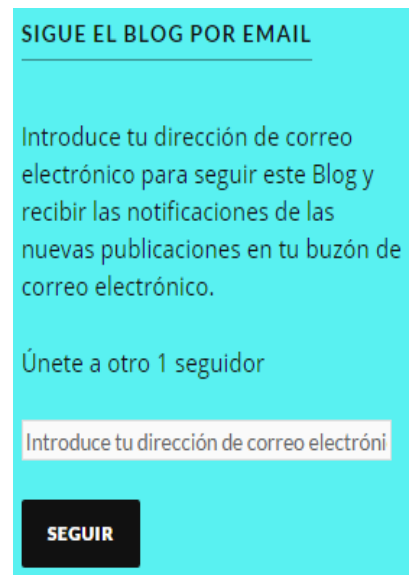 SIGUE EL BLOG POR EMAIL
Introduce tu dirección de correo
electrónico para seguir este Blog y
recibir las notificaciones de las
nuevas publicaciones en tu buzón de
correo electrónico.
Únete a otro 1 seguidor
Introduce tu dirección de correo electróni
SEGUIR